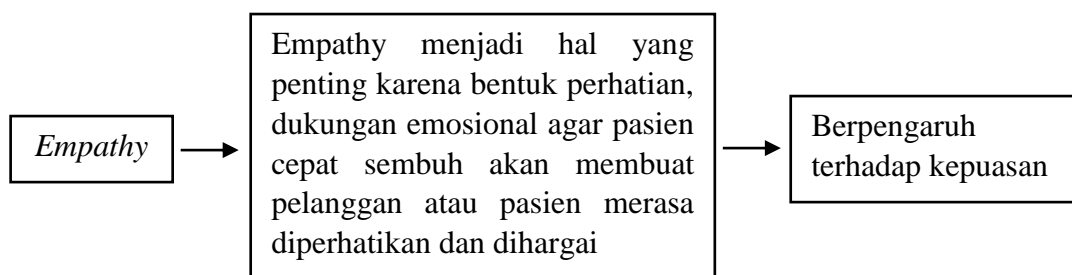 Empathy
Empathy menjadi hal yang
penting karena bentuk perhatian,
dukungan emosional agar pasien
cepat sembuh akan membuat
pelanggan atau pasien merasa
diperhatikan dan dihargai
Berpengaruh
terhadap kepuasan